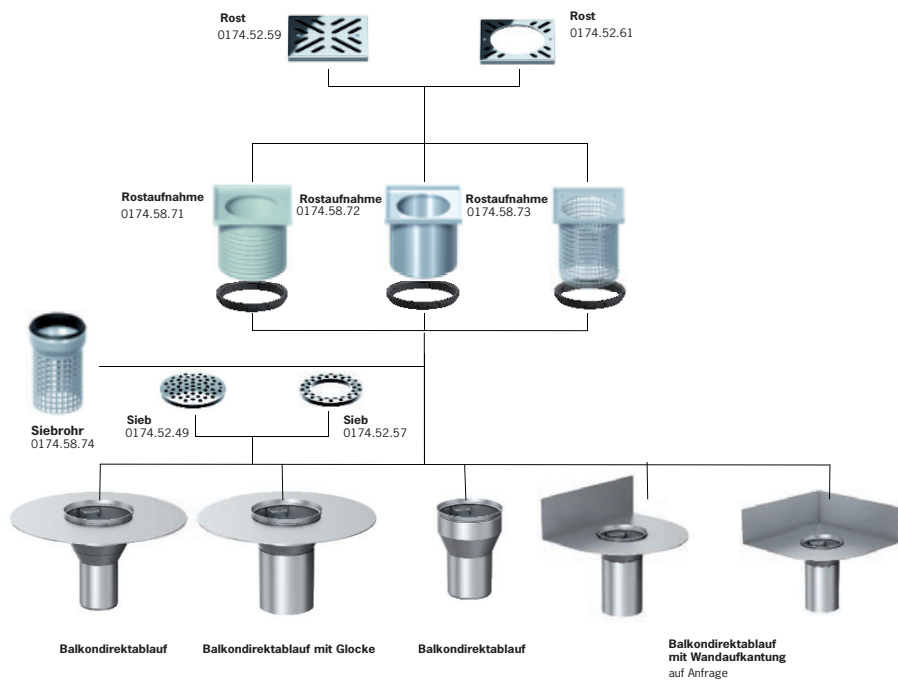 Rost
0174.52.59
Rost
0174.52.61
Rostaufnahme
0174.58.71
Rostaufnahme
0174.58.72
Rostaufnahme
0174.58.73
Siebrohr
0174.58.74
Sieb
0174.52.49
Sieb
0174.52.57
Balkondirektablauf
Balkondirektablauf mit Glocke
Balkondirektablauf
Balkondirektablauf
mit Wandaufkantung
auf Anfrage